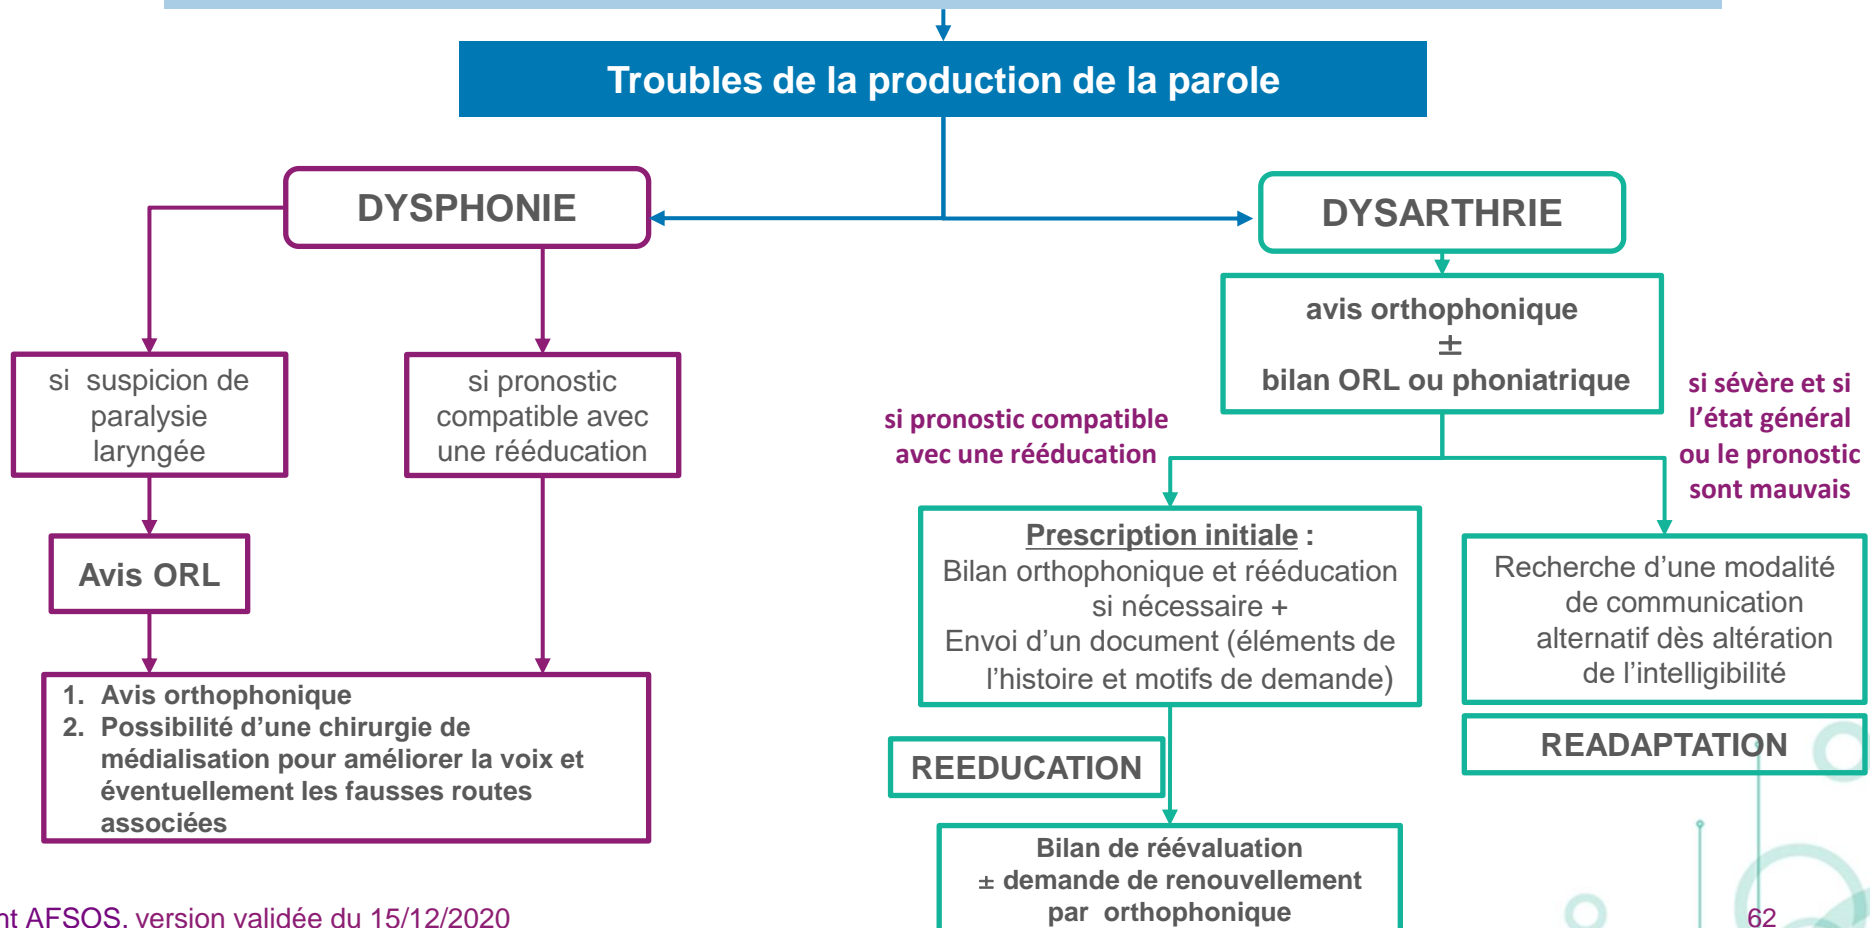 Troubles de la production de la parole
DYSPHONIE
DYSARTHRIE
si suspicion de
paralysie
laryngée
si pronostic
compatible avec
une rééducation
avis orthophonique
±
bilan ORL ou phoniatrique
si pronostic compatible
avec une rééducation
si sévère et si
l’état général
ou le pronostic
sont mauvais
Avis ORL
Prescription initiale :
Bilan orthophonique et rééducation
si nécessaire +
Envoi d’un document (éléments de
l’histoire et motifs de demande)
Recherche d’une modalité
de communication
alternatif dès altération
de l’intelligibilité
1. Avis orthophonique
2. Possibilité d’une chirurgie de
médialisation pour améliorer la voix et
éventuellement les fausses routes
associées
REEDUCATION
READAPTATION
Bilan de réévaluation
± demande de renouvellement
par orthophonique
nt AFSOS, version validée du 15/12/2020
62